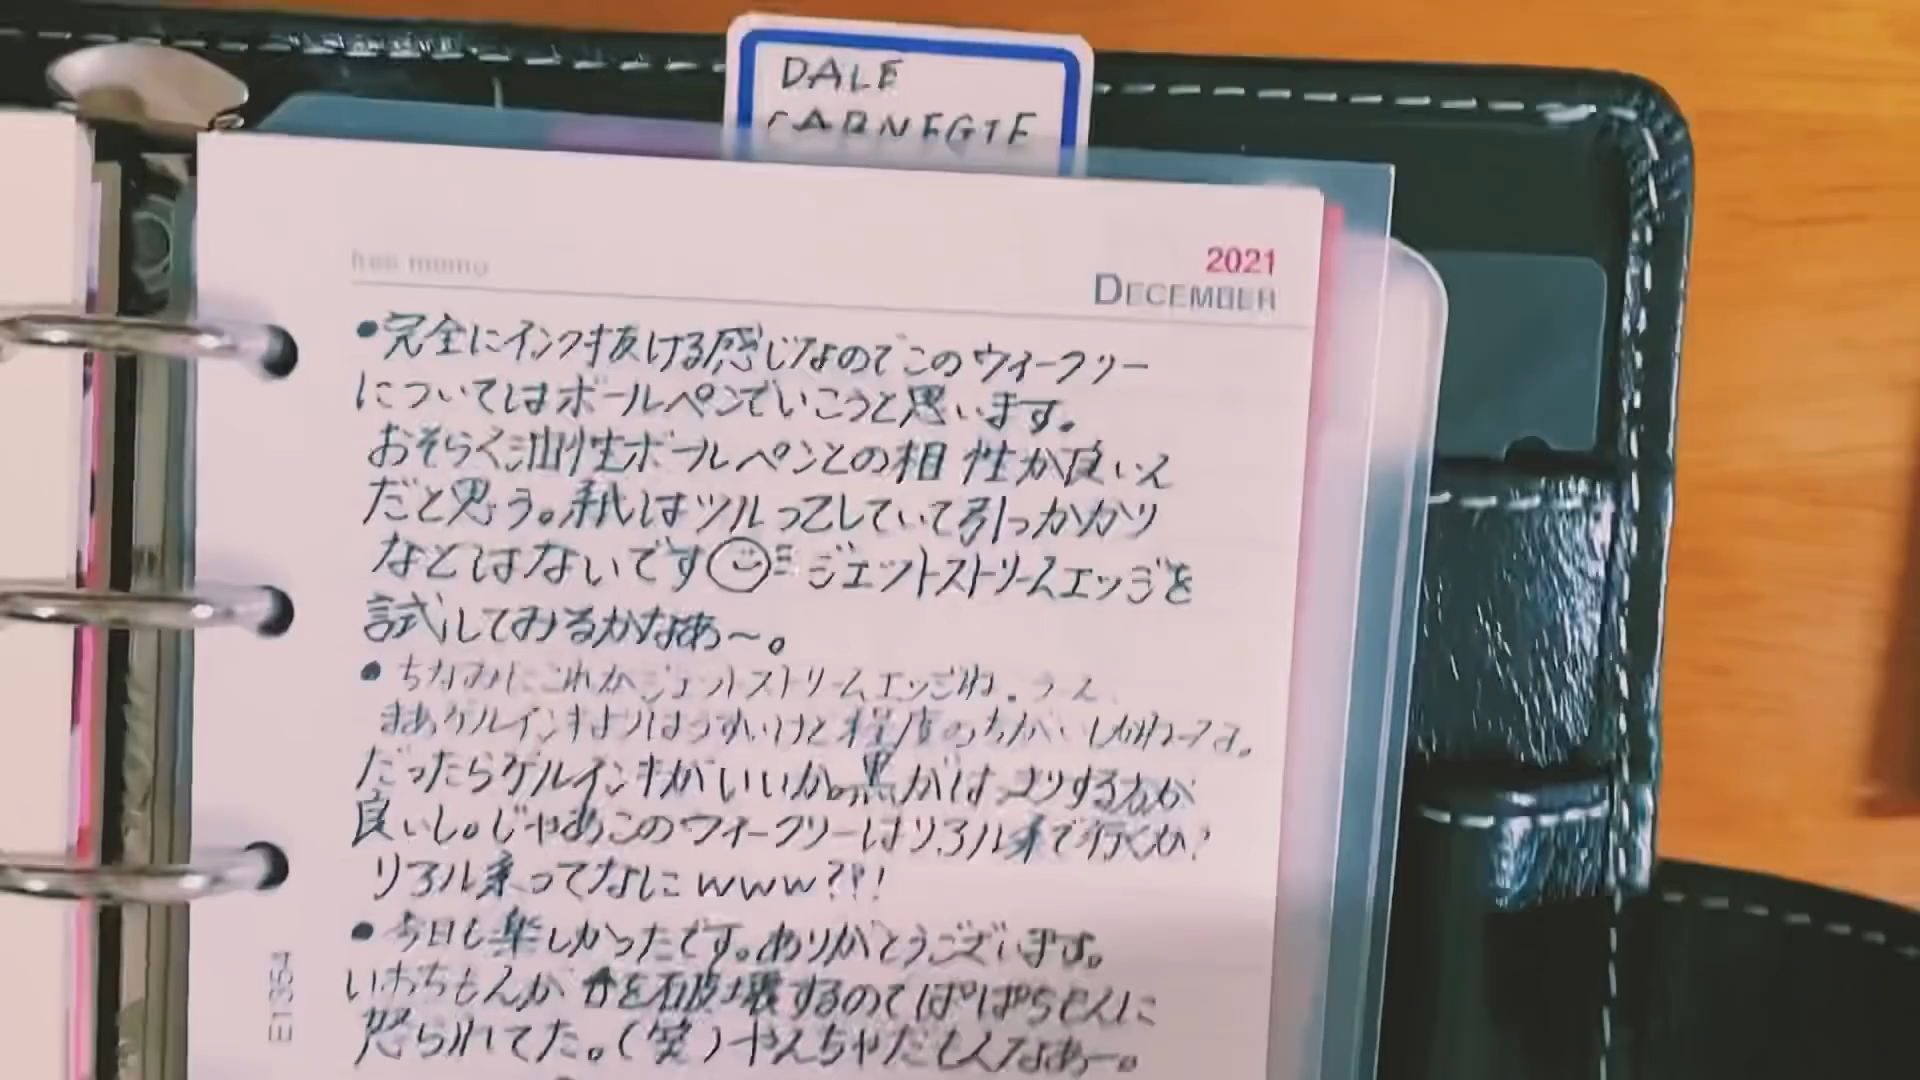 DALE
CARNEGIE
free memo
2021
DECEMBER
●完全にインク抜ける感じなのでこのウィークリー
についてはボールペンでいこうと思います。
おそらく油性ボールペンとの相性が良いん
だと思う。紙はツルっとしていて引っかかり
などはないです ジェットストリームエッジを
試してみるかなぁ〜。
●ちなみにこれがジェットストリームエッジね。うん、
まあゲルインキよりはうすいけど程度のちがいしかねーな。
だったらゲルインキがいいか。黒がはっきりする方が
良いし。じゃあこのウィークリーはリフィル系で行くか?
リフィル系ってなにwww?!?!
●今日も楽しかったです。ありがとうございます。
いおちもんが を破壊するのでぱぱちもんに
怒られてた。(笑)やんちゃだもんなあー。
E1354